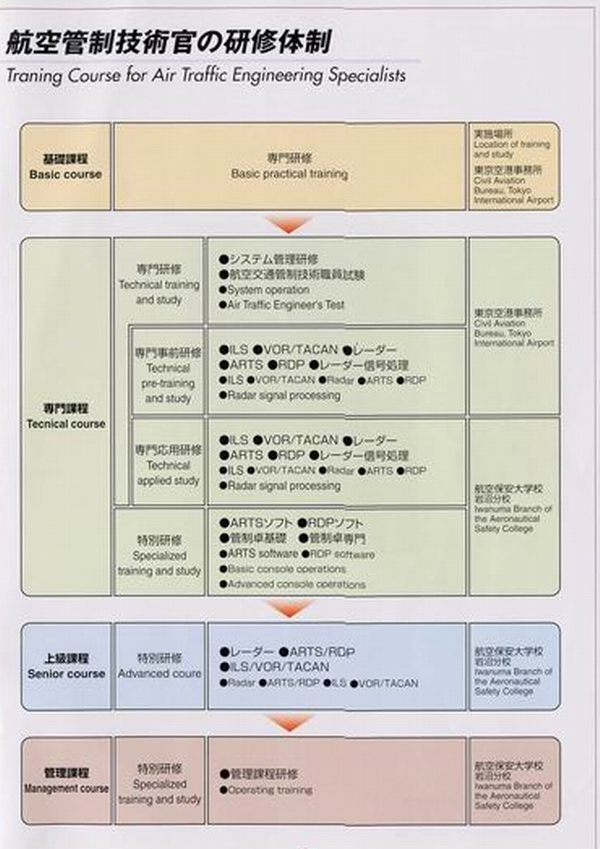 航空管制技術官の研修体制
Traning Course for Air Traffic Engineering Specialists
基礎課程
Basic course
専門研修
Basic practical training
実施場所
Location of training
and study
東京空港事務所
Civil Aviation
Bureau, Tokyo
International Airport
専門課程
Tecnical course
専門研修
Technical training
and study
●システム管理研修
●航空交通管制技術職員試験
●System operation
●Air Traffic Engineer's Test
東京空港事務所
Civil Aviation
Bureau, Tokyo
International Airport
専門事前研修
Technical
pre-training
and study
●ILS ●VOR/TACAN ●レーダー
●ARTS ●RDP ●レーダー信号処理
●ILS ●VOR/TACAN ●Radar ●ARTS ●RDP
●Radar signal processing
専門応用研修
Technical
applied study
●ILS ●VOR/TACAN ●レーダー
●ARTS ●RDP ●レーダー信号処理
●ILS ●VOR/TACAN ●Radar ●ARTS ●RDP
●Radar signal processing
航空保安大学校
岩沼分校
Iwanuma Branch of
the Aeronautical
Safety College
特別研修
Specialized
training and study
●ARTSソフト ●RDPソフト
●管制卓基礎 ●管制卓専門
●ARTS software ●RDP software
●Basic console operations
●Advanced console operations
上級課程
Senior course
特別研修
Advanced coure
●レーダー ●ARTS/RDP
●ILS/VOR/TACAN
●Radar ●ARTS/RDP ●ILS ●VOR/TACAN
航空保安大学校
岩沼分校
Iwanuma Branch of
the Aeronautical
Safety College
管理課程
Management course
特別研修
Specialized
training and study
●管理課程研修
●Operating training
航空保安大学校
岩沼分校
Iwanuma Branch of
the Aeronautical
Safety College